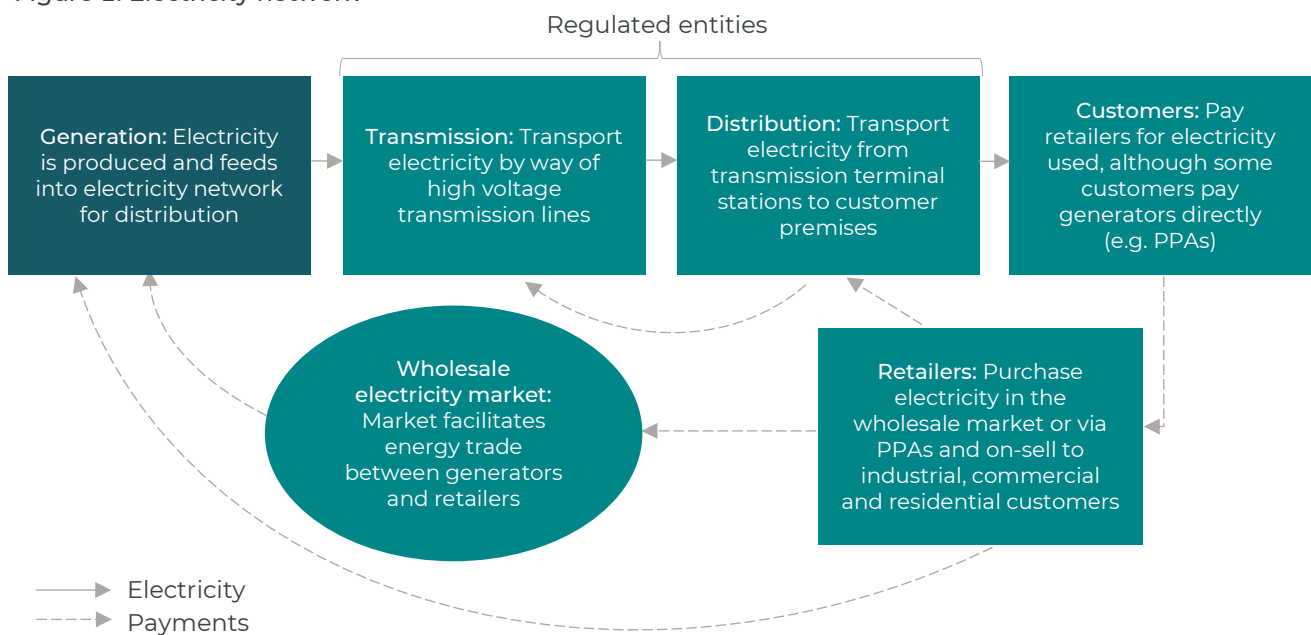 Figure 1: Electricity network
Regulated entities
Generation: Electricity
is produced and feeds
into electricity network
for distribution
Transmission: Transport
electricity by way of
high voltage
transmission lines
Distribution: Transport
electricity from
transmission terminal
stations to customer
premises
Customers: Pay
retailers for electricity
used, although some
customers pay
generators directly
(e.g. PPAs)
Wholesale
electricity market:
Market facilitates
energy trade
between generators
and retailers
Retailers: Purchase
electricity in the
wholesale market or via
PPAs and on-sell to
industrial, commercial
and residential customers
Electricity
Payments